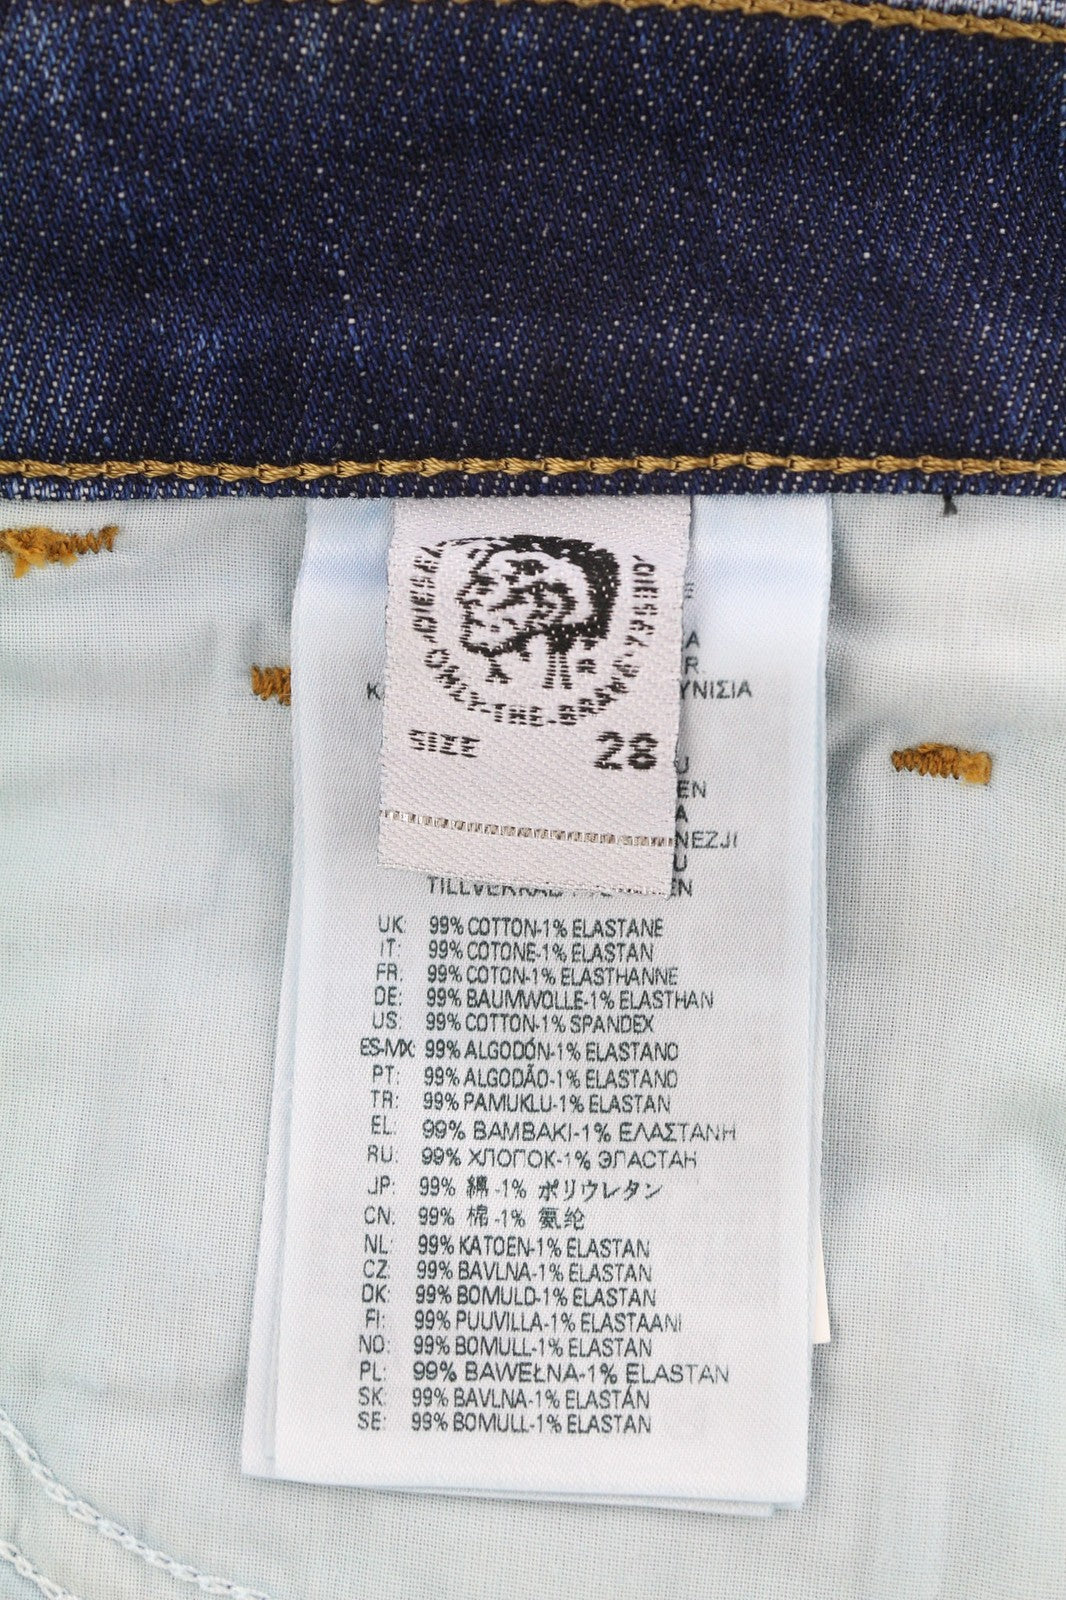 DIESEL
DIESEL
ONLY-THE-BRAVE
R
SIZE 28
E
A
R.
ΥΝΙΣΙΑ
U
EN
A
NEZJI
U
EN
UK: 99% COTTON-1% ELASTANE
IT: 99% COTONE-1% ELASTAN
FR: 99% COTON-1% ELASTHANNE
DE: 99% BAUMWOLLE-1% ELASTHAN
US: 99% COTTON-1% SPANDEX
ES-MX: 99% ALGODÓN-1% ELASTANO
PT: 99% ALGODÃO-1% ELASTANO
TR: 99% PAMUKLU-1% ELASTAN
EL: 99% ΒΑΜΒΑΚΙ-1% ΕΛΑΣΤΑΝΗ
RU: 99% ХЛОПОК-1% ЭЛАСТАН
JP: 99% 綿 -1% ポリウレタン
CN: 99% 棉 -1% 氨纶
NL: 99% KATOEN-1% ELASTAN
CZ: 99% BAVLNA-1% ELASTAN
DK: 99% BOMULD-1% ELASTAN
FI: 99% PUUVILLA-1% ELASTAANI
NO: 99% BOMULL-1% ELASTAN
PL: 99% BAWEŁNA-1% ELASTAN
SK: 99% BAVLNA-1% ELASTÁN
SE: 99% BOMULL-1% ELASTAN